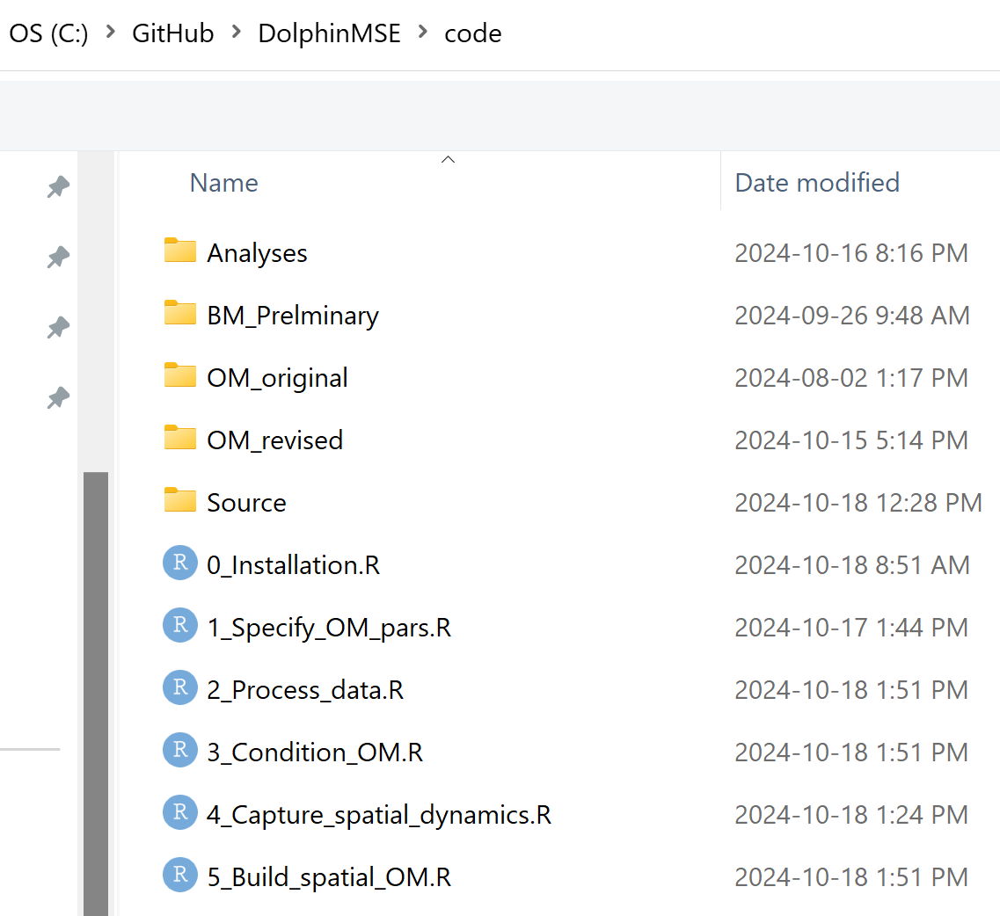 OS (C:) > GitHub > DolphinMSE > code
Name Date modified
Analyses 2024-10-16 8:16 PM
BM_Prelminary 2024-09-26 9:48 AM
OM_original 2024-08-02 1:17 PM
OM_revised 2024-10-15 5:14 PM
Source 2024-10-18 12:28 PM
R 0_Installation.R 2024-10-18 8:51 AM
R 1_Specify_OM_pars.R 2024-10-17 1:44 PM
R 2_Process_data.R 2024-10-18 1:51 PM
R 3_Condition_OM.R 2024-10-18 1:51 PM
R 4_Capture_spatial_dynamics.R 2024-10-18 1:24 PM
R 5_Build_spatial_OM.R 2024-10-18 1:51 PM